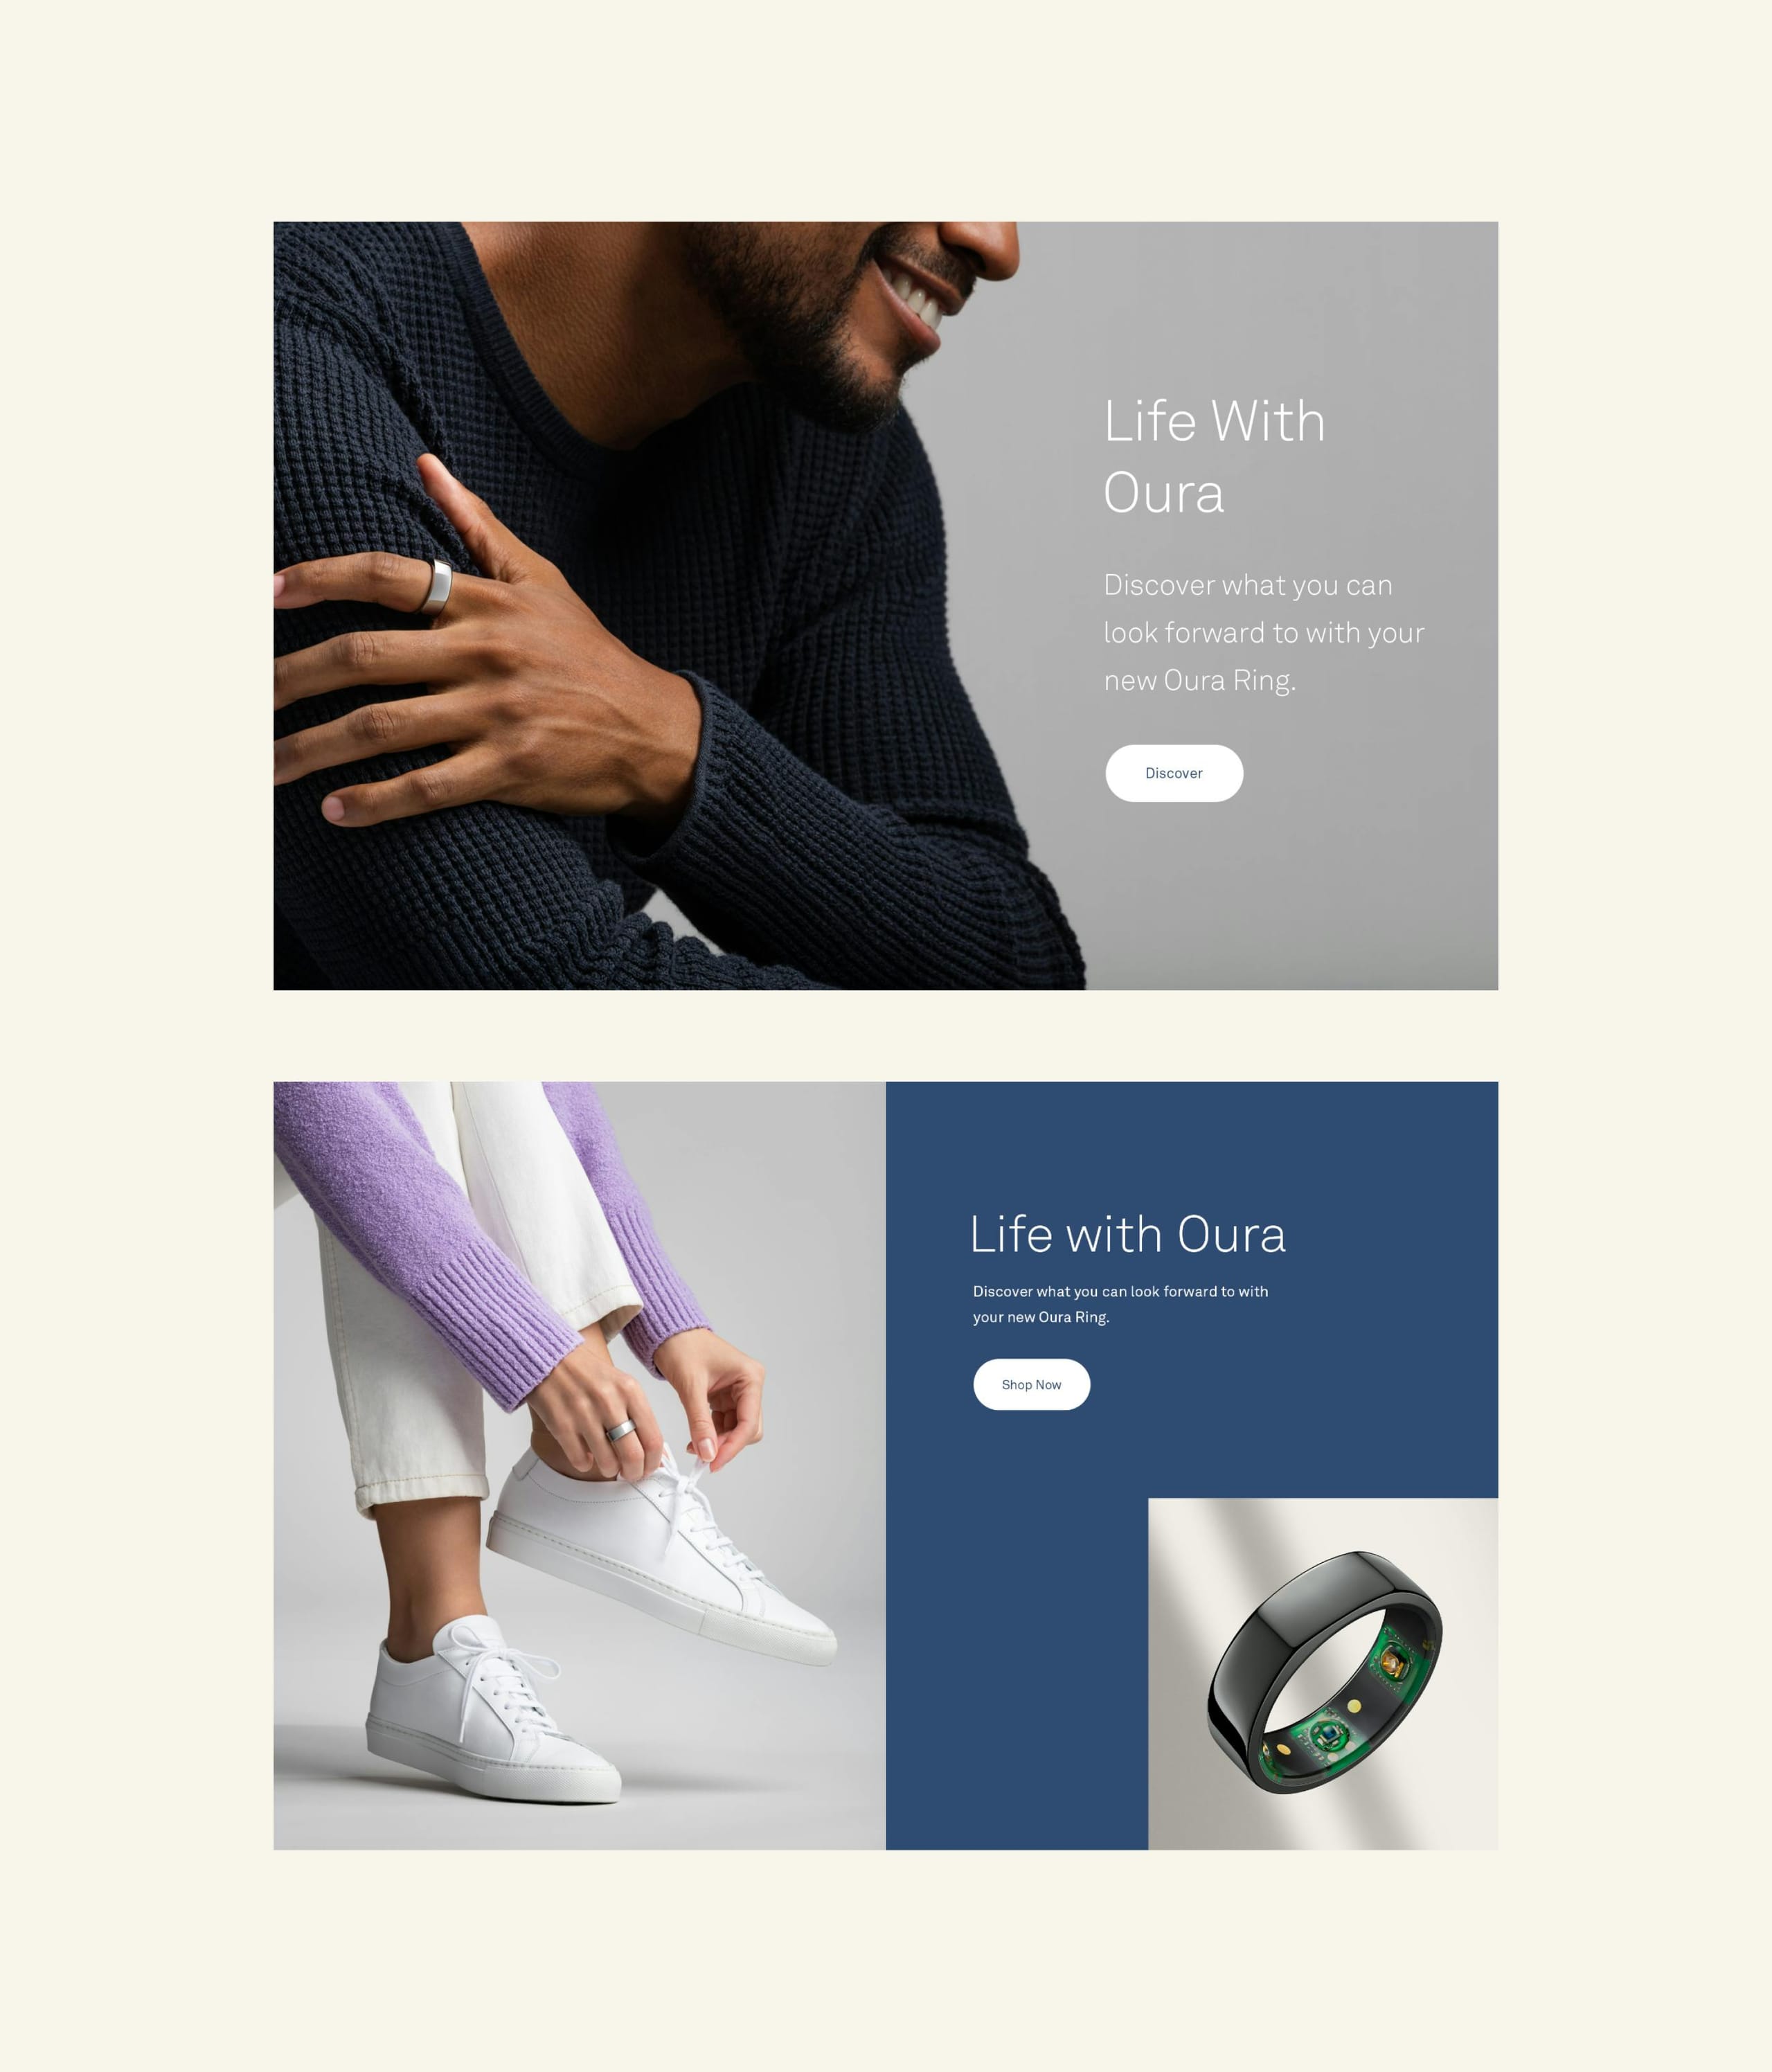 Life With
Oura
Discover what you can
look forward to with your
new Oura Ring.
Discover
Life with Oura
Discover what you can look forward to with
your new Oura Ring.
Shop Now